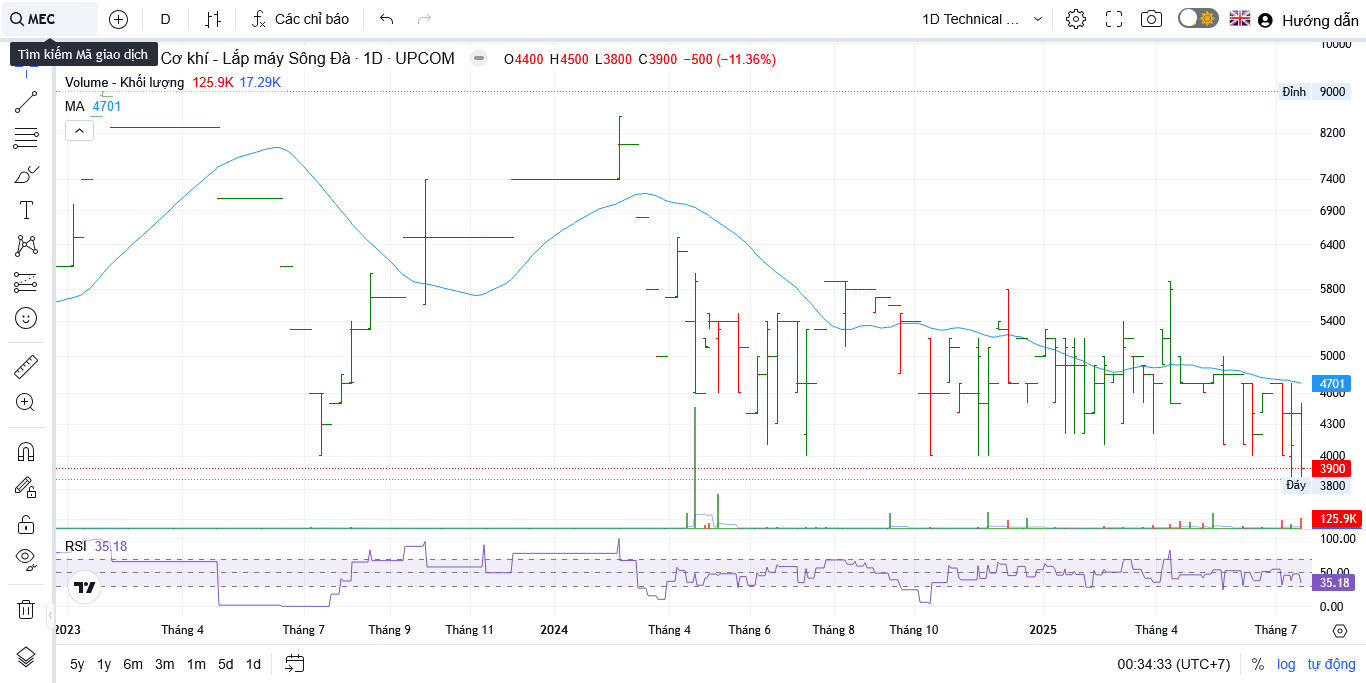 MEC
D
Các chỉ báo
1D Technical ...
Hướng dẫn
Tìm kiếm Mã giao dịch
Cơ khí - Lắp máy Sông Đà · 1D · UPCOM
O4400 H4500 L3800 C3900 −500 (−11.36%)
Volume - Khối lượng 125.9K 17.29K
MA 4701
10000
Đỉnh 9000
8200
7400
6900
6400
5800
5400
5000
4701
4600
4300
4000
3900
Đáy 3800
125.9K
RSI 35.18
100.00
50.00
35.18
0.00
2023 Tháng 4 Tháng 7 Tháng 9 Tháng 11 2024 Tháng 4 Tháng 6 Tháng 8 Tháng 10 2025 Tháng 4 Tháng 7
5y 1y 6m 3m 1m 5d 1d
00:34:33 (UTC+7) % log tự động